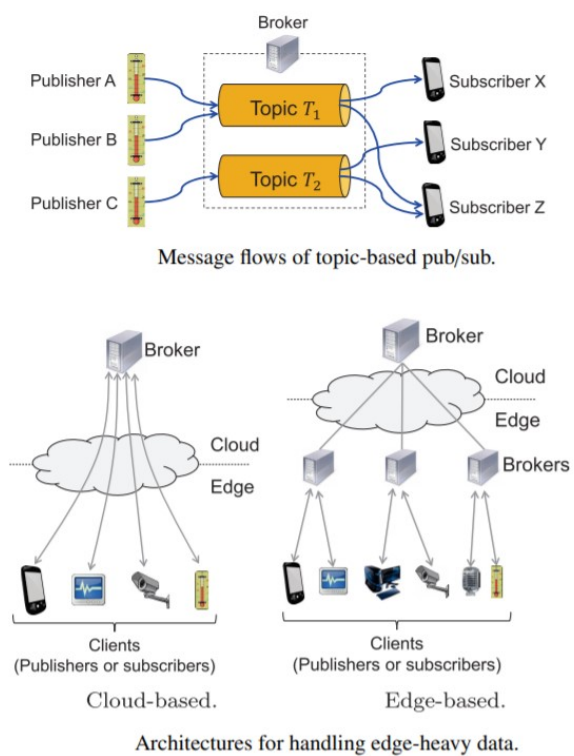 Broker
Publisher A
Publisher B
Publisher C
Topic T₁
Topic T₂
Subscriber X
Subscriber Y
Subscriber Z
Message flows of topic-based pub/sub.
Broker
Cloud
Edge
Clients
(Publishers or subscribers)
Cloud-based.
Broker
Cloud
Edge
Brokers
Clients
(Publishers or subscribers)
Edge-based.
Architectures for handling edge-heavy data.